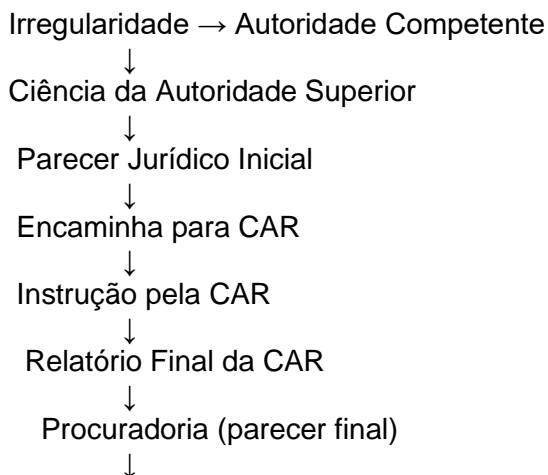 Irregularidade → Autoridade Competente
↓
Ciência da Autoridade Superior
↓
Parecer Jurídico Inicial
↓
Encaminha para CAR
↓
Instrução pela CAR
↓
Relatório Final da CAR
↓
Procuradoria (parecer final)
↓